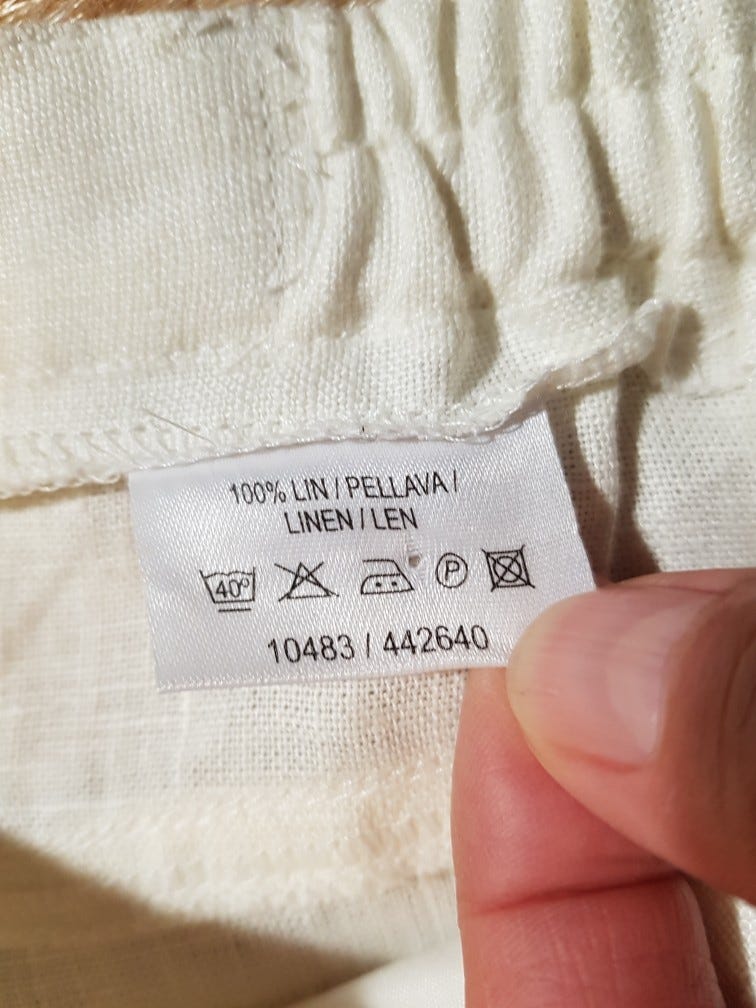 100% LIN / PELLAVA /
LINEN / LEN
40° P
10483 / 442640